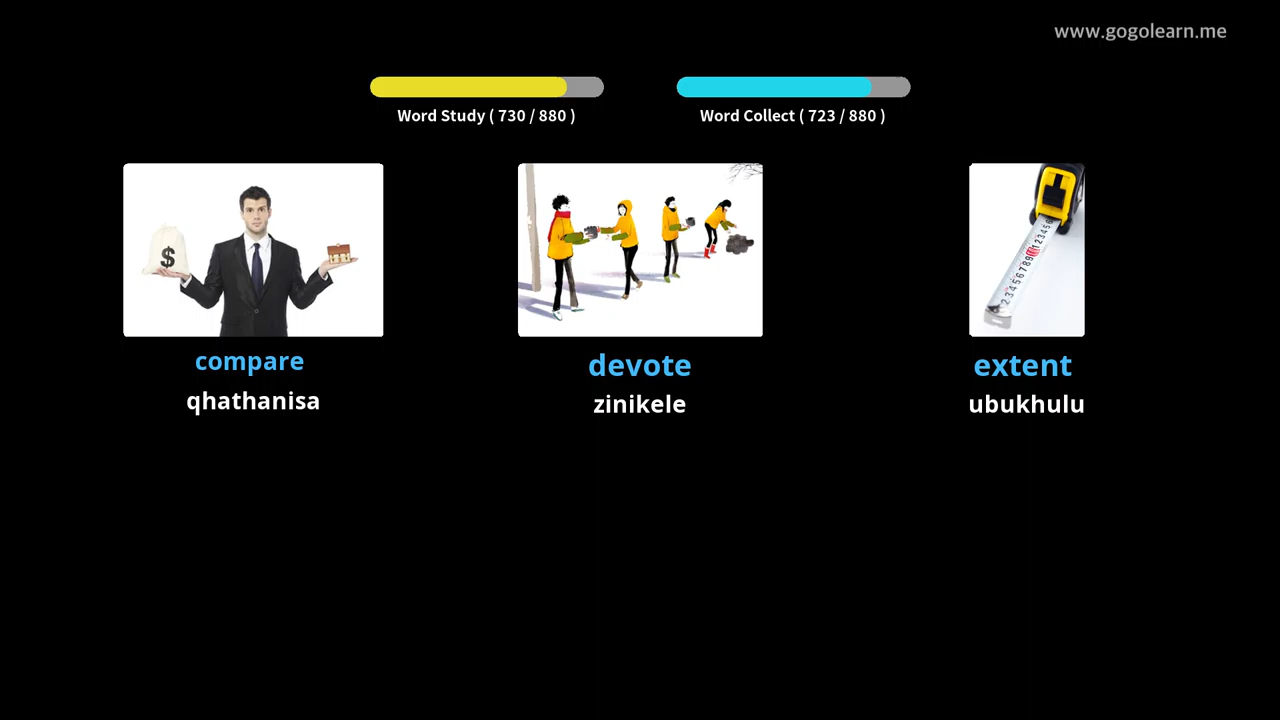 www.gogolearn.me
Word Study ( 730 / 880 )
Word Collect ( 723 / 880 )
$
compare
devote
extent
qhathanisa
zinikele
ubukhulu